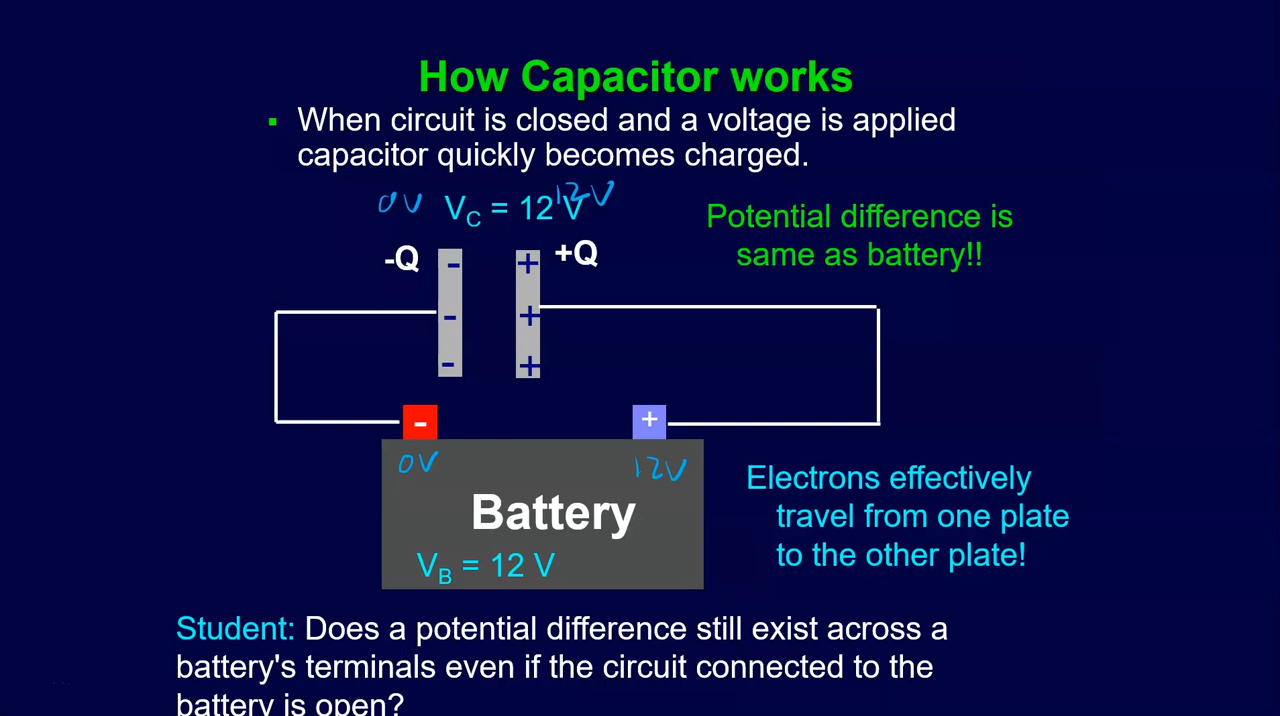 How Capacitor works
▪ When circuit is closed and a voltage is applied
capacitor quickly becomes charged.
0V VC = 12 V 12V
Potential difference is
same as battery!!
-Q +Q
- +
- +
- +
- +
0V 12V
Battery
VB = 12 V
Electrons effectively
travel from one plate
to the other plate!
Student: Does a potential difference still exist across a
battery's terminals even if the circuit connected to the
battery is open?